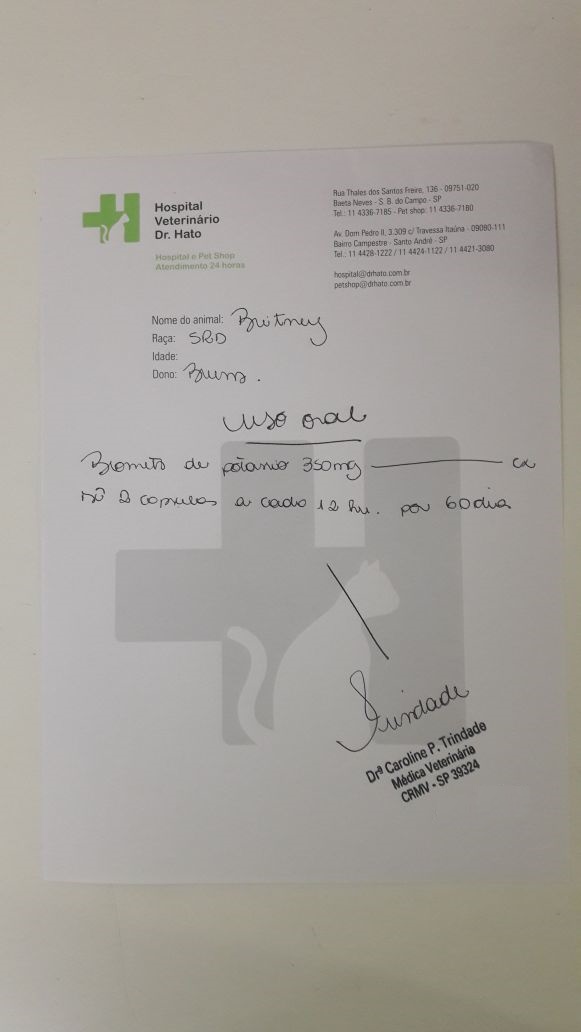 Hospital
Veterinário
Dr. Hato
Hospital e Pet Shop
Atendimento 24 horas
Rua Thales dos Santos Freire, 136 - 09751-020
Baeta Neves - S. B. do Campo - SP
Tel.: 11 4336-7185 - Pet shop: 11 4336-7180
Av. Dom Pedro II, 3.309 c/ Travessa Itaúna - 09080-111
Bairro Campestre - Santo André - SP
Tel.: 11 4428-1222 / 11 4424-1122 / 11 4421-3080
hospital@drhato.com.br
petshop@drhato.com.br
Nome do animal: Britney
Raça: SRD
Idade:
Dono: Bruna.
uso oral
Brometo de potássio 350mg cx
2 capsulas a cada 12 hrs. por 60 dias
Trindade
Drª Caroline P. Trindade
Médica Veterinária
CRMV - SP 39324